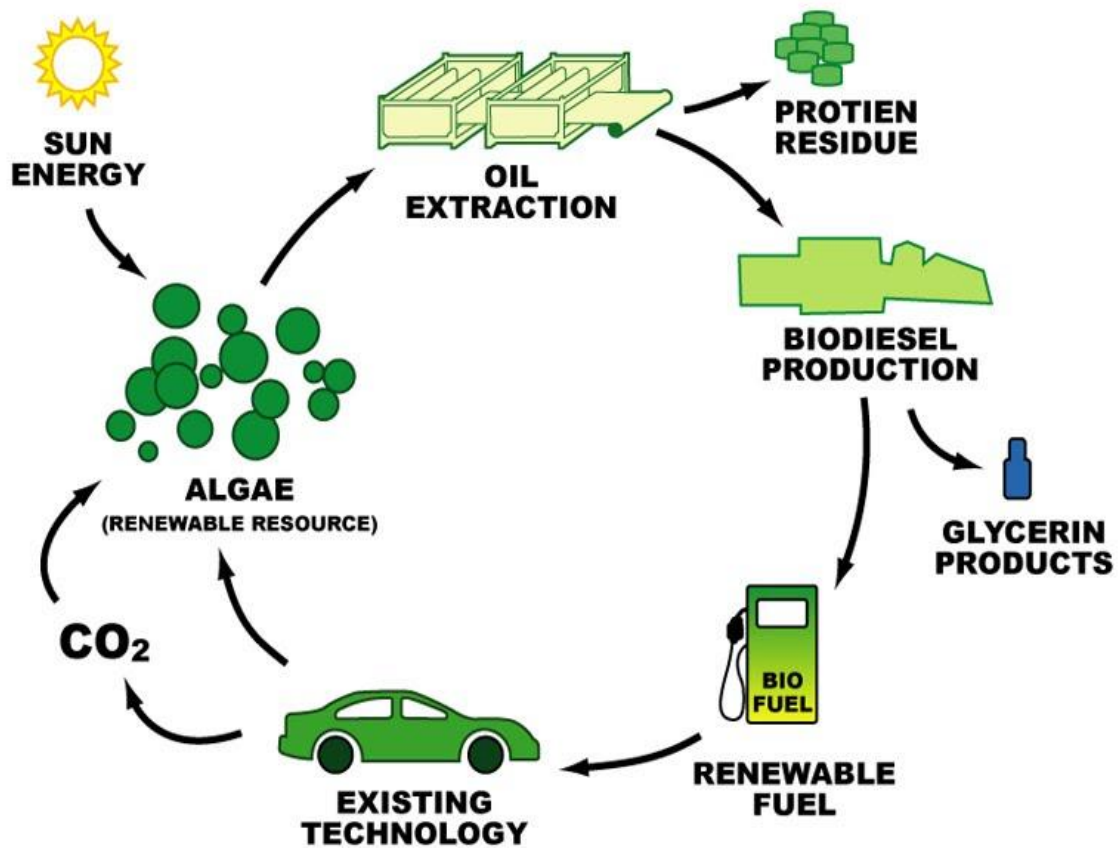 SUN
ENERGY
OIL
EXTRACTION
PROTIEN
RESIDUE
BIODIESEL
PRODUCTION
GLYCERIN
PRODUCTS
BIO
FUEL
RENEWABLE
FUEL
EXISTING
TECHNOLOGY
CO₂
ALGAE
(RENEWABLE RESOURCE)